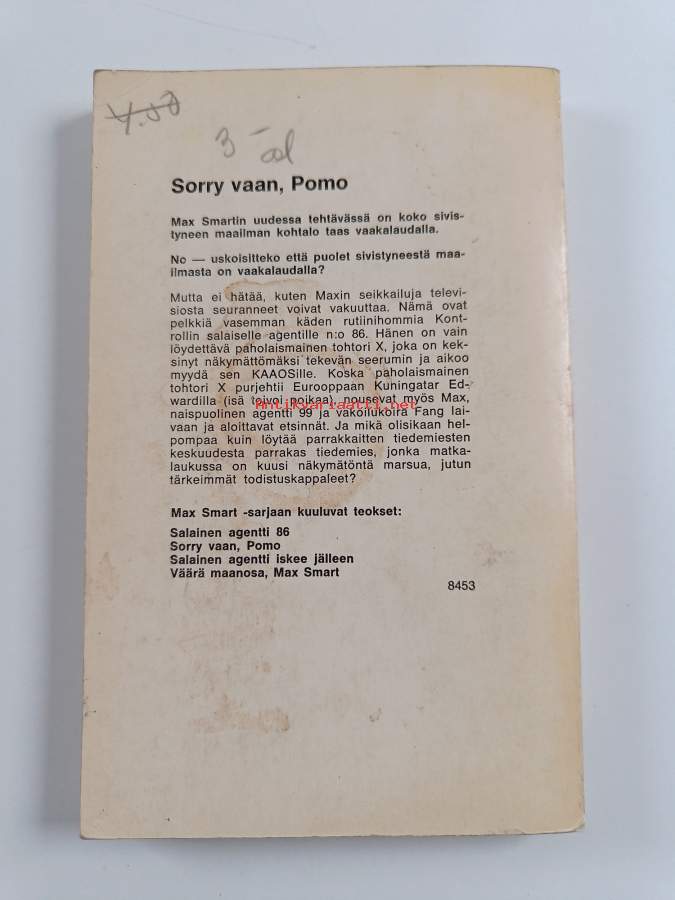 4.50
3-
Sorry vaan, Pomo
Max Smartin uudessa tehtävässä on koko sivis-
tyneen maailman kohtalo taas vaakalaudalla.
No — uskoisitteko että puolet sivistyneestä maa-
ilmasta on vaakalaudalla?
Mutta ei hätää, kuten Maxin seikkailuja televi-
siosta seuranneet voivat vakuuttaa. Nämä ovat
pelkkiä vasemman käden rutiinihommia Kont-
rollin salaiselle agentille n:o 86. Hänen on vain
löydettävä paholaismainen tohtori X, joka on kek-
sinyt näkymättömäksi tekevän seerumin ja aikoo
myydä sen KAAOSille. Koska paholaismainen
tohtori X purjehtii Eurooppaan Kuningatar Ed-
wardilla (isä toivoi poikaa), nousevat myös Max,
Antikvariaatti.net
naispuolinen agentti 99 ja vakoilukoira Fang lai-
vaan ja aloittavat etsinnät. Ja mikä olisikaan hel-
pompaa kuin löytää parrakkaitten tiedemiesten
keskuudesta parrakas tiedemies, jonka matka-
laukussa on kuusi näkymätöntä marsua, jutun
tärkeimmät todistuskappaleet?
Max Smart -sarjaan kuuluvat teokset:
Salainen agentti 86
Sorry vaan, Pomo
Salainen agentti iskee jälleen
Väärä maanosa, Max Smart
8453